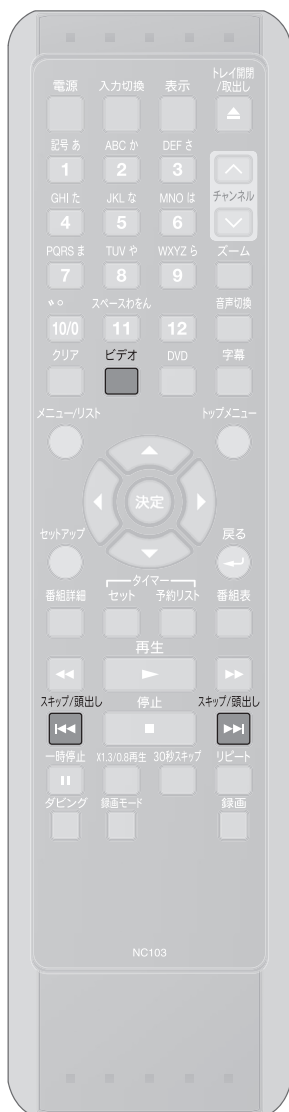 電源 入力切換 表示 トレイ開閉/取出し
記号 あ ABC か DEF さ
1 2 3
GHI た JKL な MNO は チャンネル
4 5 6
PQRS ま TUV や WXYZ ら ズーム
7 8 9
゛゜ スペースわをん 音声切換
10/0 11 12
クリア ビデオ DVD 字幕
メニュー/リスト トップメニュー
決定
セットアップ 戻る
タイマー
番組詳細 セット 予約リスト 番組表
再生
スキップ/頭出し 停止 スキップ/頭出し
一時停止 X1.3/0.8再生 30秒スキップ リピート
ダビング 録画モード 録画
NC103